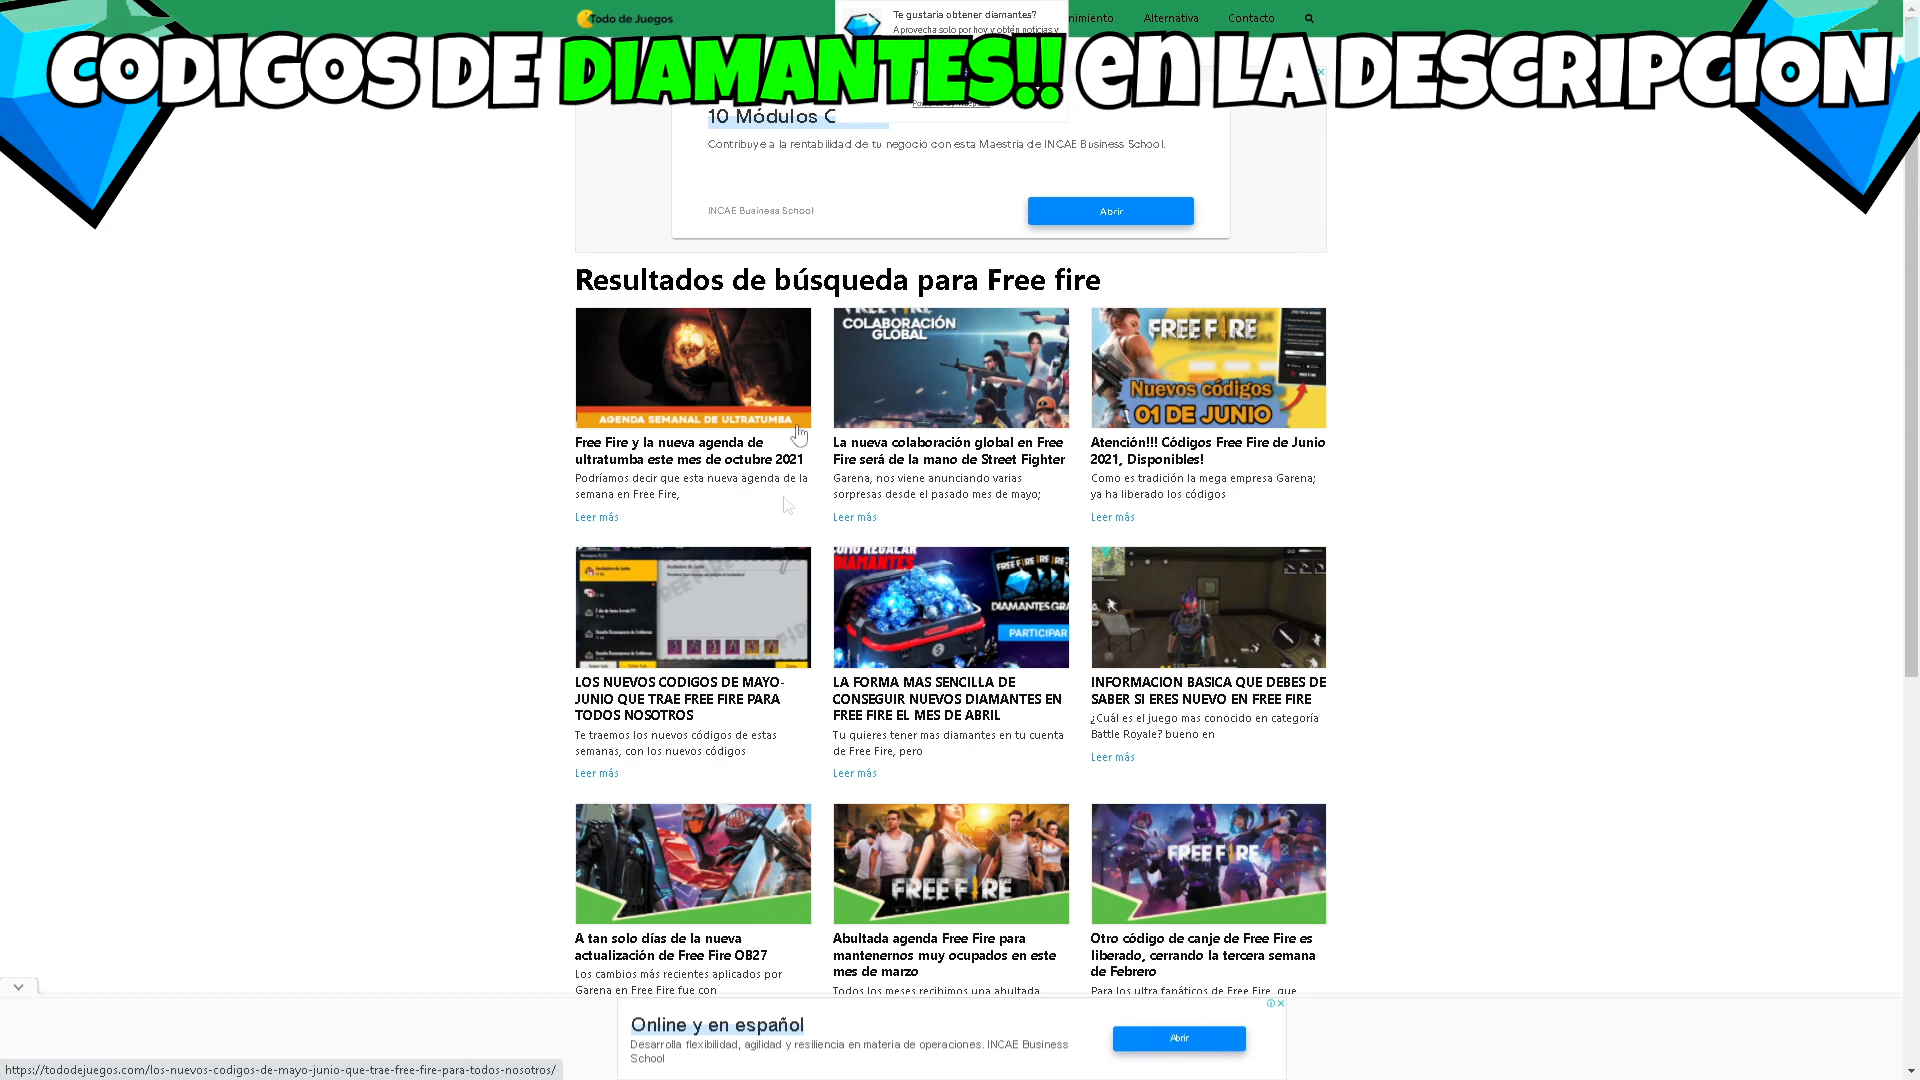 Todo de Juegos
Te gustaria obtener diamantes?
Aprovecha solo por hoy y obtén noticias y
nimiento
Alternativa
Contacto
CODIGOS DE DIAMANTES!! EN LA DESCRIPCION
10 Módulos
Contribuye a la rentabilidad de tu negocio con esta Maestría de INCAE Business School.
INCAE Business School
Abrir
Resultados de búsqueda para Free fire
AGENDA SEMANAL DE ULTRATUMBA
FREE FIRE
COLABORACIÓN
GLOBAL
FREE FIRE
Nuevos códigos
01 DE JUNIO
Free Fire y la nueva agenda de
ultratumba este mes de octubre 2021
Podríamos decir que esta nueva agenda de la
semana en Free Fire,
Leer más
La nueva colaboración global en Free
Fire será de la mano de Street Fighter
Garena, nos viene anunciando varias
sorpresas desde el pasado mes de mayo;
Leer más
Atención!!! Códigos Free Fire de Junio
2021, Disponibles!
Como es tradición la mega empresa Garena;
ya ha liberado los códigos
Leer más
COMO REGALAR
DIAMANTES
FREE FIRE
DIAMANTES GRA
PARTICIPAR
LOS NUEVOS CODIGOS DE MAYO-
JUNIO QUE TRAE FREE FIRE PARA
TODOS NOSOTROS
Te traemos los nuevos códigos de estas
semanas, con los nuevos códigos
Leer más
LA FORMA MAS SENCILLA DE
CONSEGUIR NUEVOS DIAMANTES EN
FREE FIRE EL MES DE ABRIL
Tu quieres tener mas diamantes en tu cuenta
de Free Fire, pero
Leer más
INFORMACION BASICA QUE DEBES DE
SABER SI ERES NUEVO EN FREE FIRE
¿Cuál es el juego mas conocido en categoría
Battle Royale? bueno en
Leer más
FREE FIRE
FREE FIRE
A tan solo días de la nueva
actualización de Free Fire OB27
Los cambios más recientes aplicados por
Garena en Free Fire fue con
Abultada agenda Free Fire para
mantenernos muy ocupados en este
mes de marzo
Todos los meses recibimos una abultada
Otro código de canje de Free Fire es
liberado, cerrando la tercera semana
de Febrero
Para los ultra fanáticos de Free Fire, que
Online y en español
Desarrolla flexibilidad, agilidad y resiliencia en materia de operaciones. INCAE Business
School
Abrir
https://tododejuegos.com/los-nuevos-codigos-de-mayo-junio-que-trae-free-fire-para-todos-nosotros/